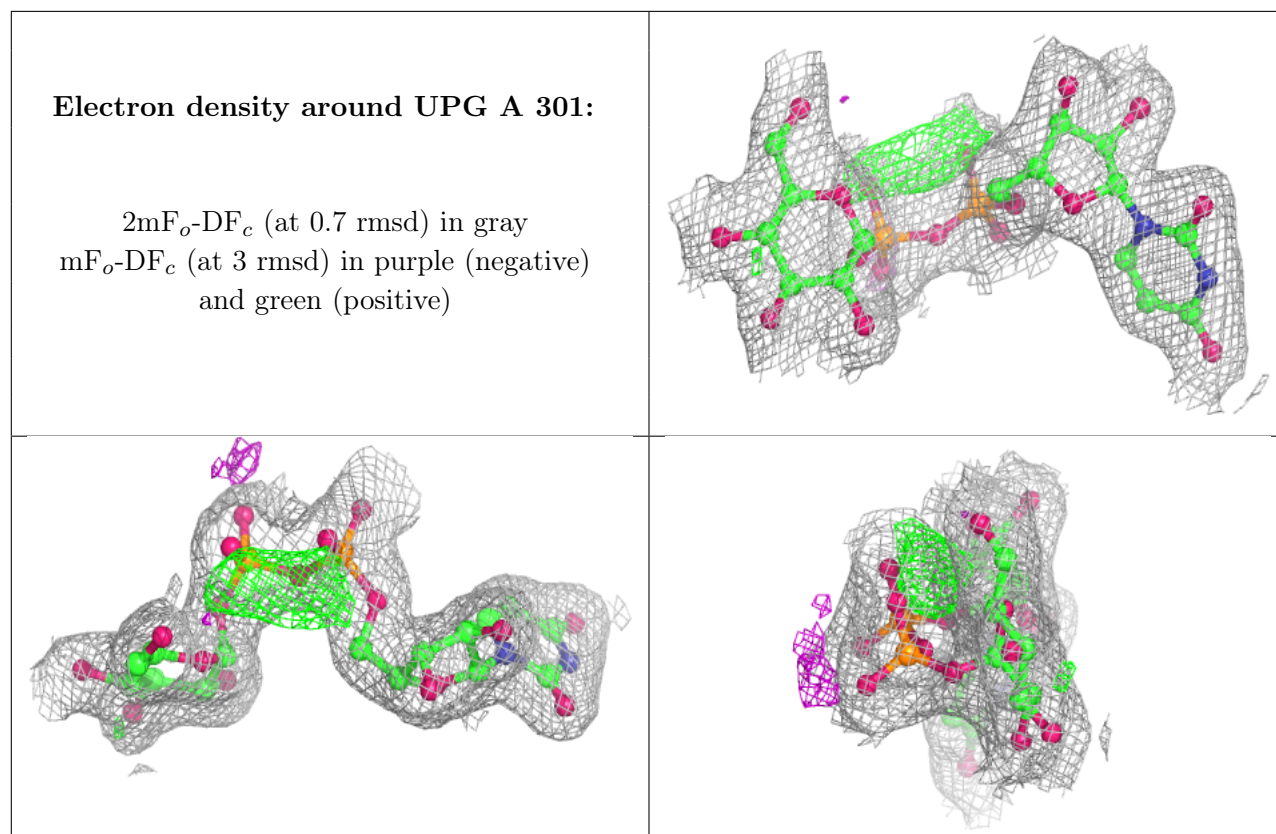 Electron density around UPG A 301:
2mFo-DFc (at 0.7 rmsd) in gray
mFo-DFc (at 3 rmsd) in purple (negative)
and green (positive)